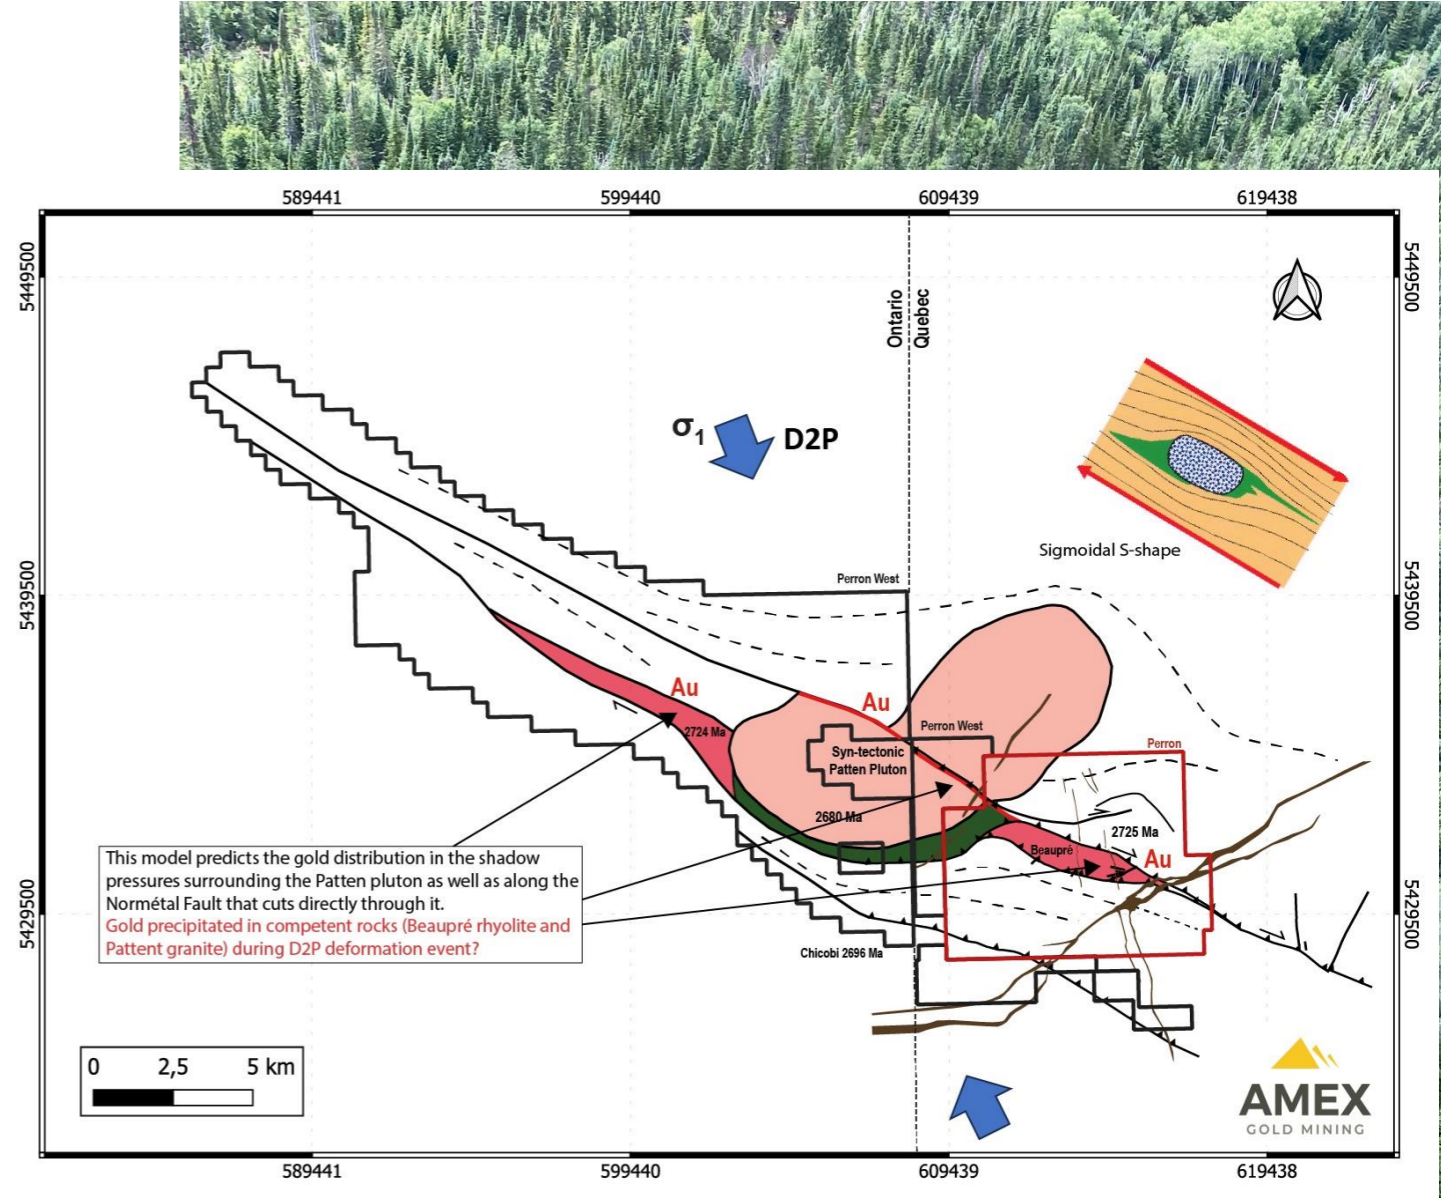 589441
599440
609439
619438
5449500
5449500
Ontario
Quebec
σ1
D2P
Sigmoidal S-shape
5439500
5439500
Perron West
Au
Au
2724 Ma
Perron West
Perron
Syn-tectonic
Patten Pluton
2680 Ma
2725 Ma
Beaupré
Au
This model predicts the gold distribution in the shadow
pressures surrounding the Patten pluton as well as along the
Normétal Fault that cuts directly through it.
Gold precipitated in competent rocks (Beaupré rhyolite and
Pattent granite) during D2P deformation event?
5429500
5429500
Chicobi 2696 Ma
0 2,5 5 km
AMEX
GOLD MINING
589441
599440
609439
619438